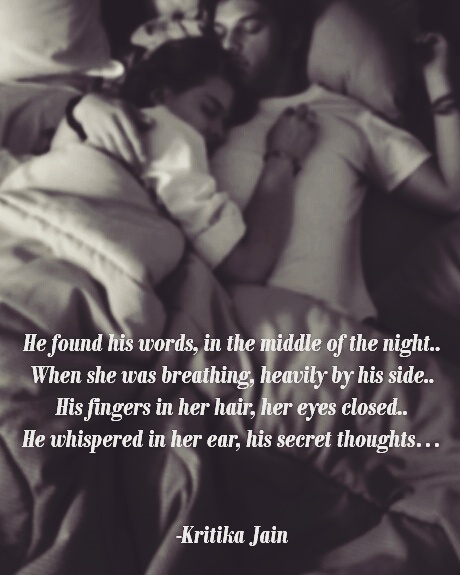 He found his words, in the middle of the night..
When she was breathing, heavily by his side..
His fingers in her hair, her eyes closed..
He whispered in her ear, his secret thoughts...
-Kritika Jain